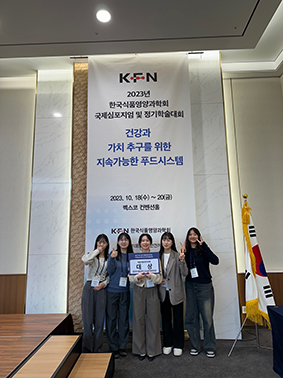 KFN
2023년
한국식품영양과학회
국제심포지엄 및 정기학술대회
건강과
가치 추구를 위한
지속가능한 푸드시스템
2023. 10. 18(수) ~ 20(금)
벡스코 컨벤션홀
KFN 한국식품영양과학회
대상